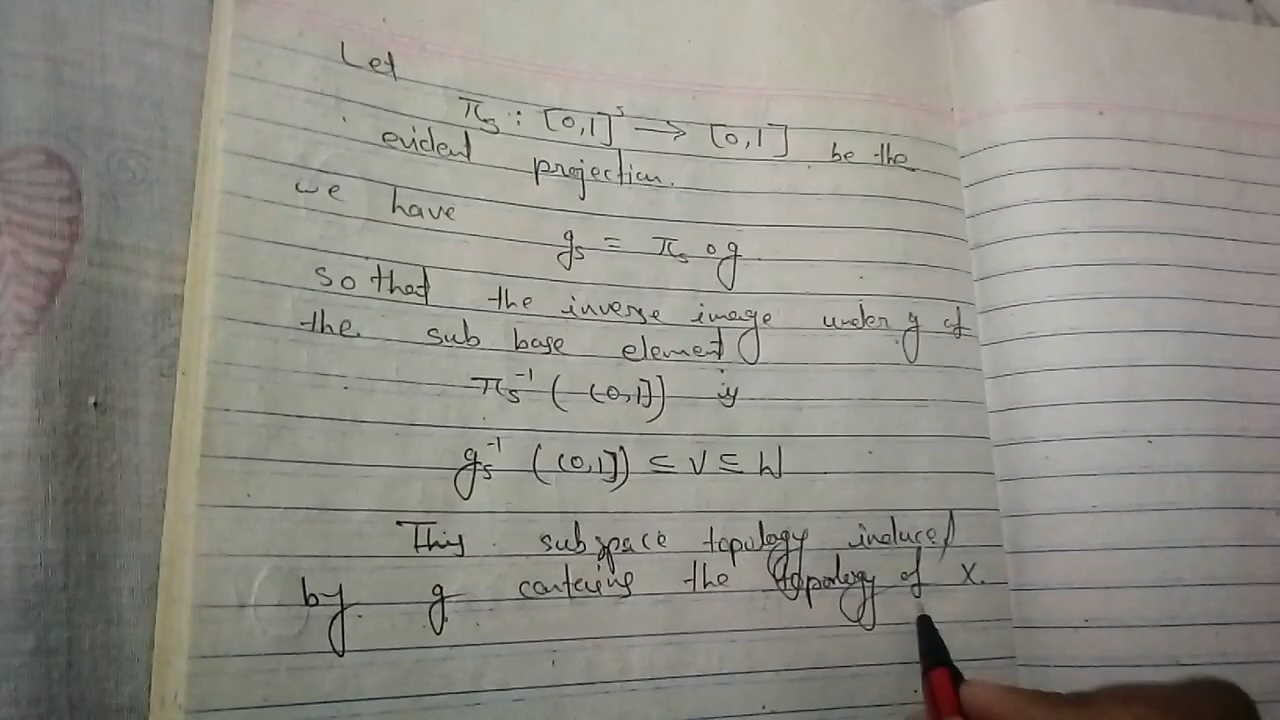 Let
πs : [0,1]^s → [0,1] be the
evident projection.
we have
gs = πs ∘ g
so that the inverse image under g of
the sub base element
πs^-1 ((0,1]) is
gs^-1 ((0,1]) ⊆ V ⊆ W
This subspace topology induced
by g contains the topology of X.